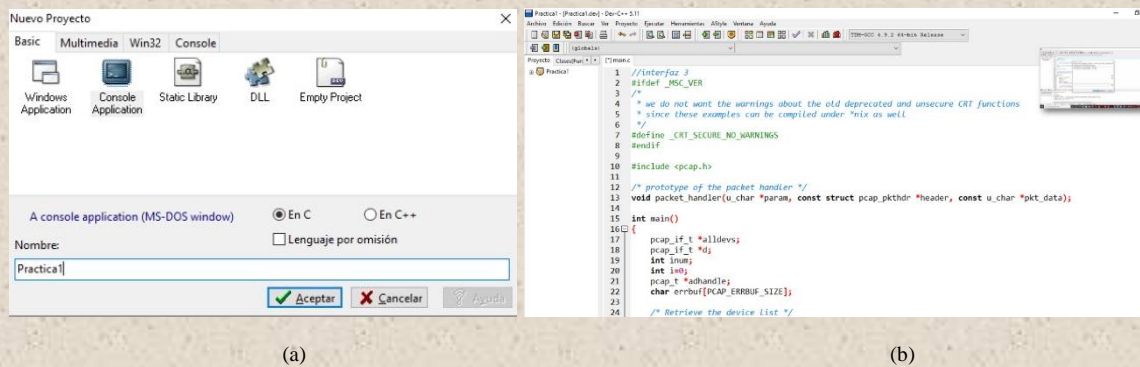 Nuevo Proyecto
Basic Multimedia Win32 Console
Windows Application
Console Application
Static Library
DLL
Empty Project
A console application (MS-DOS window)
En C
En C++
Lenguaje por omisión
Nombre:
Practica1
Aceptar
Cancelar
Ayuda
(a)
Practica1 - [Practica1.dev] - Dev-C++ 5.11
Archivo Edición Buscar Ver Proyecto Ejecutar Herramientas AStyle Ventana Ayuda
TDM-GCC 4.9.2 64-bit Release
(globals)
Proyecto Clases [*] main.c
Practica1
1 //interfaz 3
2 #ifdef _MSC_VER
3 /*
4 * we do not want the warnings about the old deprecated and unsecure CRT functions
5 * since these examples can be compiled under *nix as well
6 */
7 #define _CRT_SECURE_NO_WARNINGS
8 #endif
9
10 #include <pcap.h>
11
12 /* prototype of the packet handler */
13 void packet_handler(u_char *param, const struct pcap_pkthdr *header, const u_char *pkt_data);
14
15 int main()
16 {
17 pcap_if_t *alldevs;
18 pcap_if_t *d;
19 int inum;
20 int i=0;
21 pcap_t *adhandle;
22 char errbuf[PCAP_ERRBUF_SIZE];
23
24 /* Retrieve the device list */
(b)